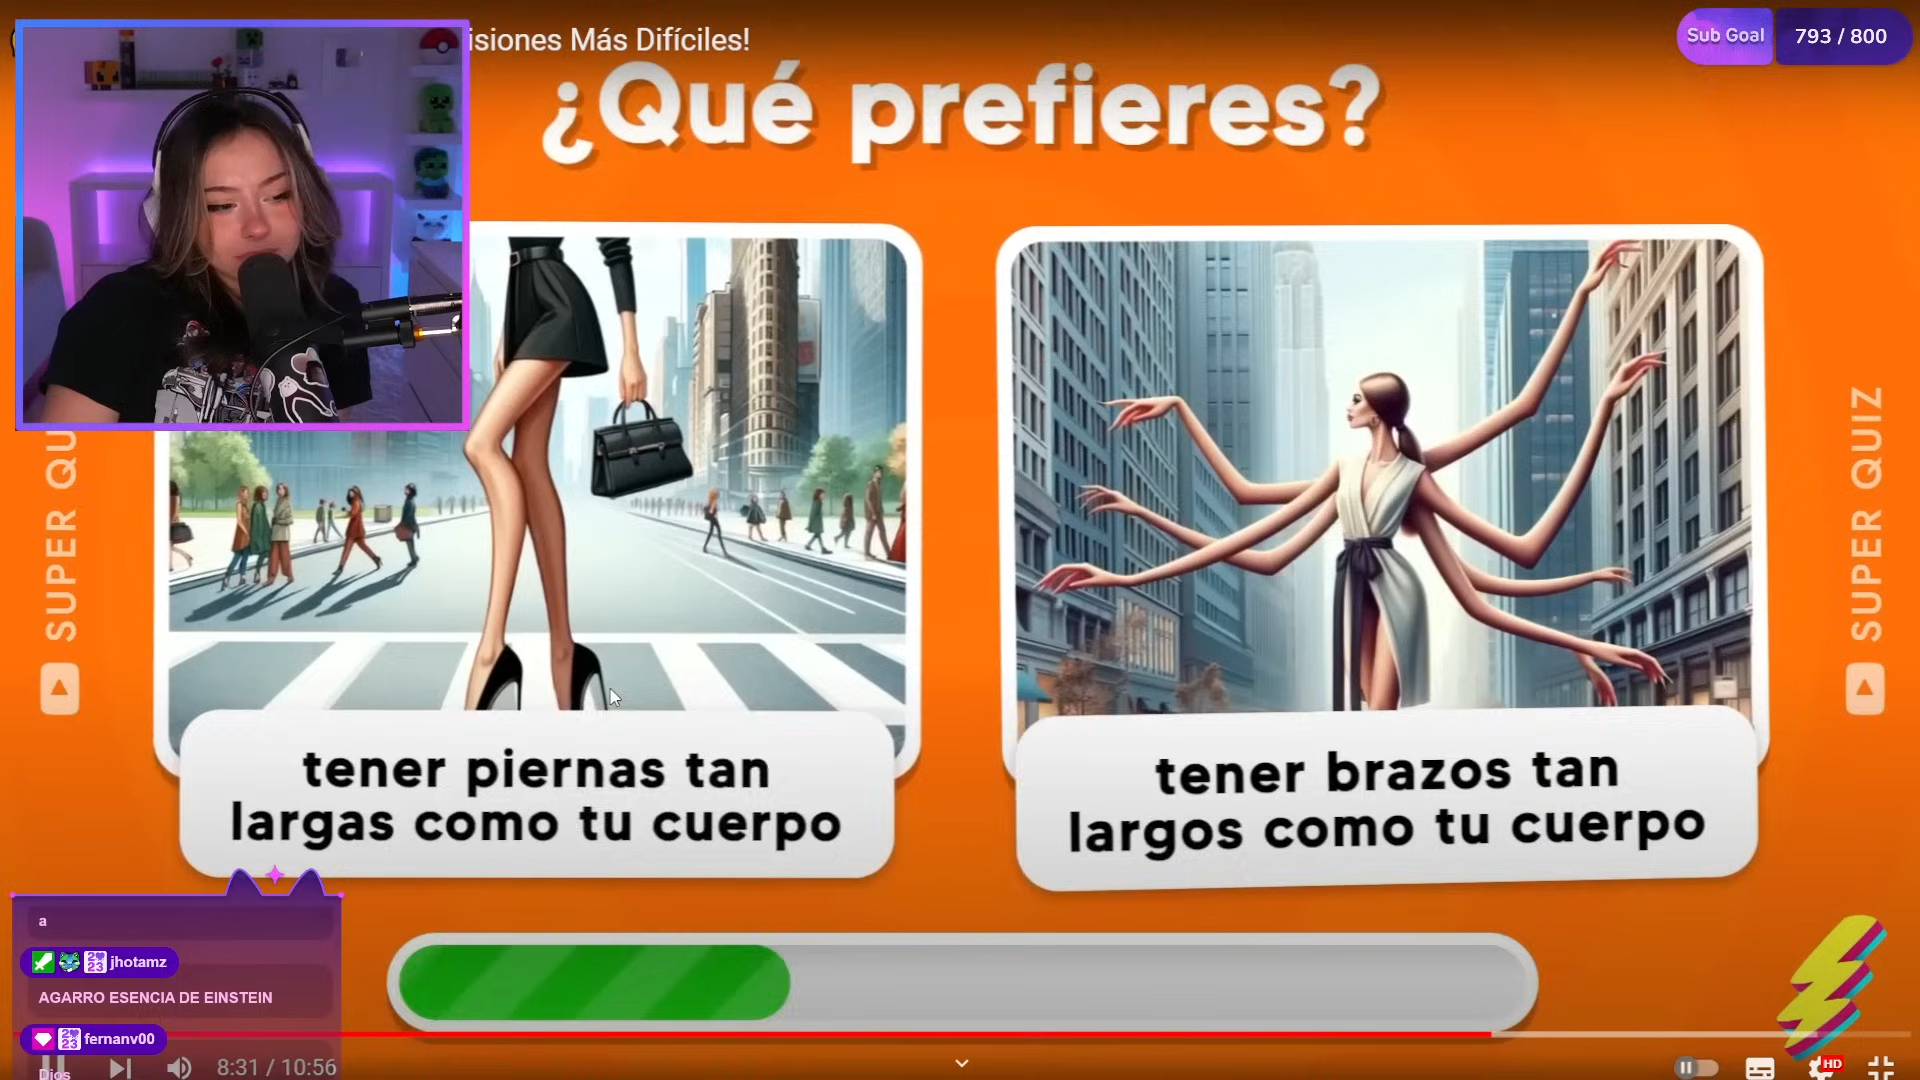 isiones Más Difíciles!
Sub Goal
793 / 800
¿Qué prefieres?
SUPER QU
SUPER QUIZ
tener piernas tan
largas como tu cuerpo
tener brazos tan
largos como tu cuerpo
a
jhotamz
AGARRO ESENCIA DE EINSTEIN
fernanv00
Dios
8:31 / 10:56
HD